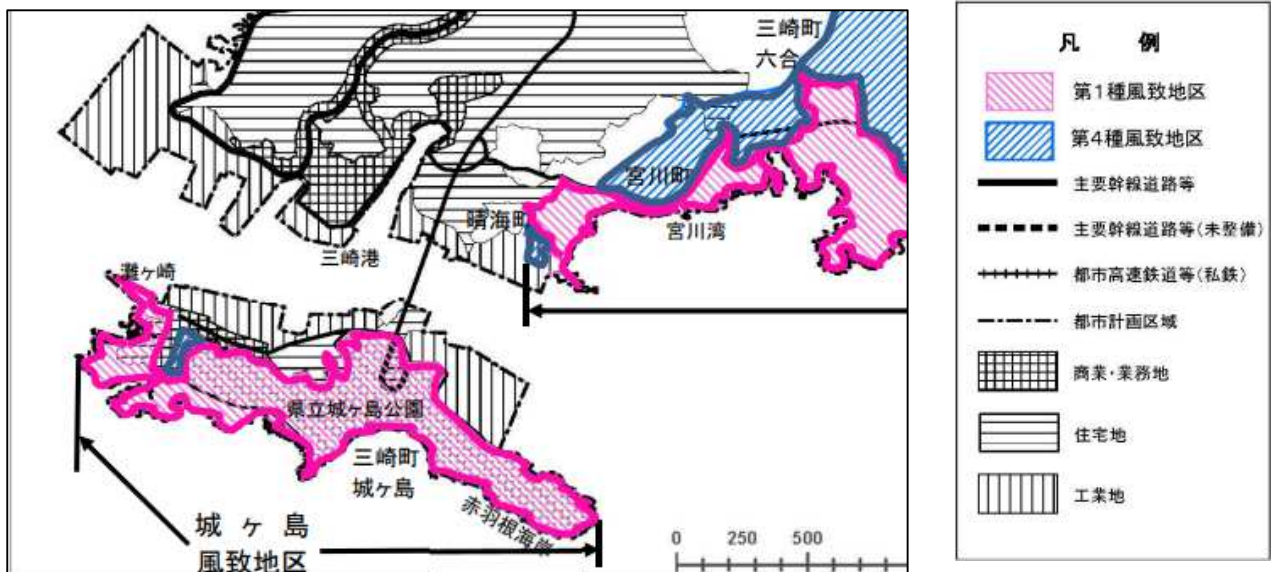 三崎町
六合
宮川町
晴海町
宮川湾
三崎港
灘ヶ崎
県立城ヶ島公園
三崎町
城ヶ島
赤羽根海岸
城ヶ島
風致地区
0 250 500
凡 例
第1種風致地区
第4種風致地区
主要幹線道路等
主要幹線道路等(未整備)
都市高速鉄道等(私鉄)
都市計画区域
商業・業務地
住宅地
工業地